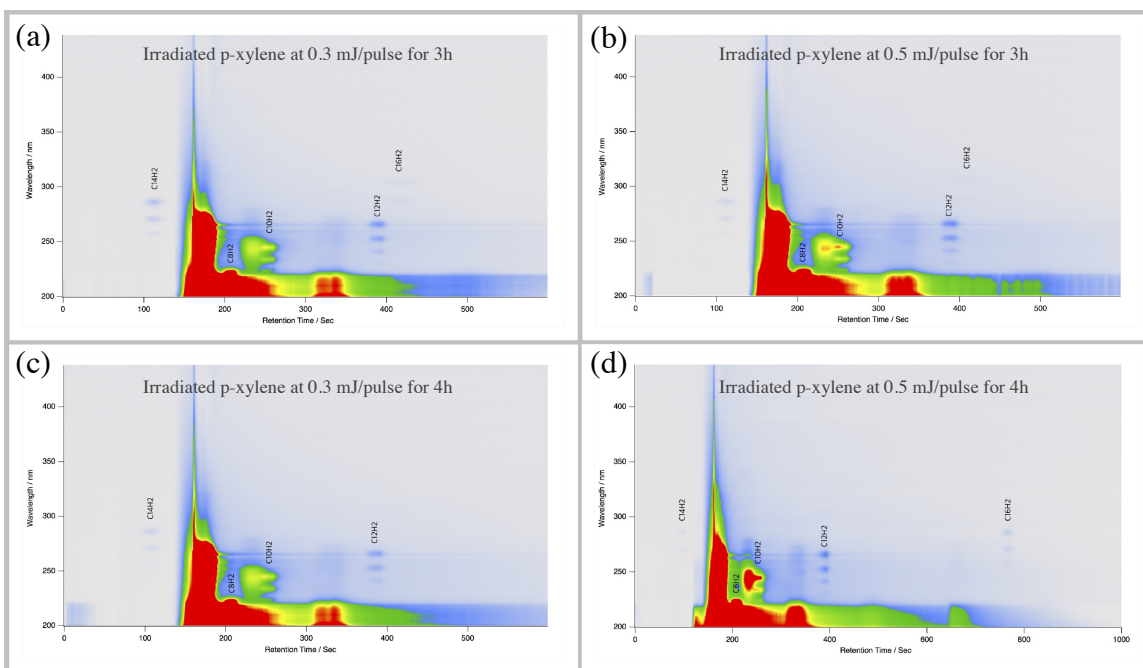 (a)
Irradiated p-xylene at 0.3 mJ/pulse for 3h
400
350
300
250
200
Wavelength / nm
C14H2
C8H2
C10H2
C12H2
C16H2
0 100 200 300 400 500
Retention Time / Sec
(b)
Irradiated p-xylene at 0.5 mJ/pulse for 3h
400
350
300
250
200
Wavelength / nm
C14H2
C8H2
C10H2
C12H2
C16H2
0 100 200 300 400 500
Retention Time / Sec
(c)
Irradiated p-xylene at 0.3 mJ/pulse for 4h
400
350
300
250
200
Wavelength / nm
C14H2
C8H2
C10H2
C12H2
0 100 200 300 400 500
Retention Time / Sec
(d)
Irradiated p-xylene at 0.5 mJ/pulse for 4h
400
350
300
250
200
Wavelength / nm
C14H2
C8H2
C10H2
C12H2
C16H2
0 200 400 600 800 1000
Retention Time / Sec